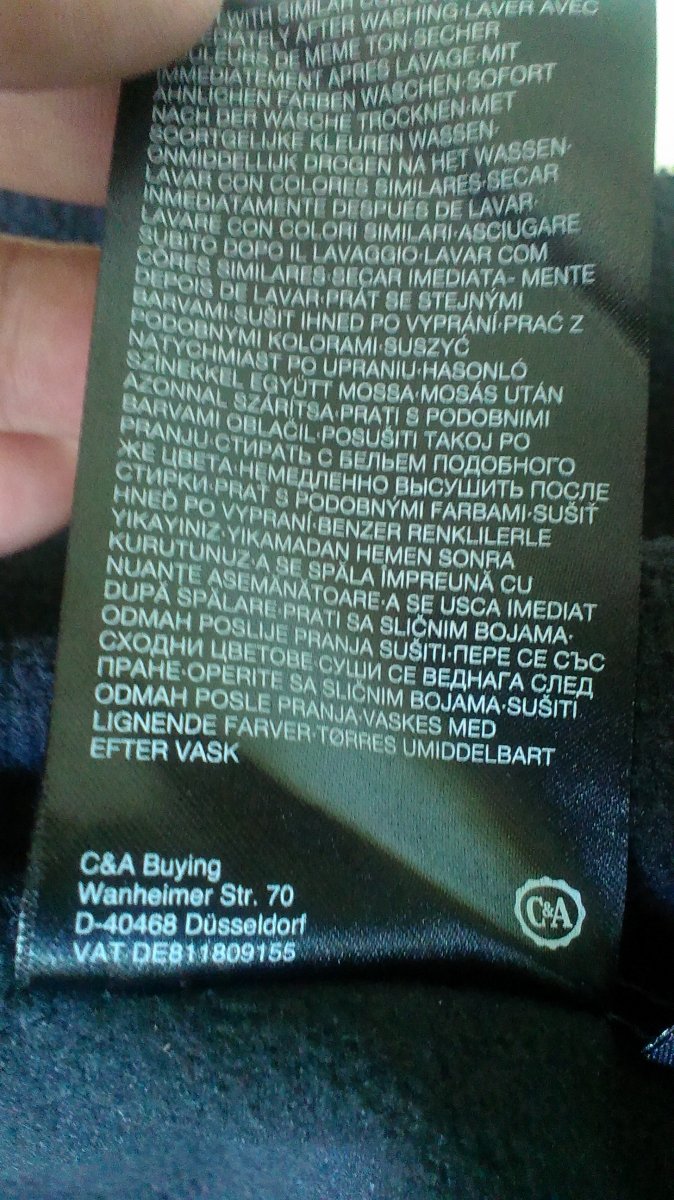 WITH SIMILAR
AFTER WASHING·LAVER AVEC
DE MEME TON·SECHER
IMMEDIATEMENT APRES LAVAGE·MIT
ÄHNLICHEN FARBEN WASCHEN·SOFORT
NACH DER WÄSCHE TROCKNEN·MET
SOORTGELIJKE KLEUREN WASSEN·
ONMIDDELLIJK DROGEN NA HET WASSEN·
LAVAR CON COLORES SIMILARES·SECAR
INMEDIATAMENTE DESPUÉS DE LAVAR·
LAVARE CON COLORI SIMILARI·ASCIUGARE
SUBITO DOPO IL LAVAGGIO·LAVAR COM
CORES SIMILARES·SECAR IMEDIATA- MENTE
DEPOIS DE LAVAR·PRÁT SE STEJNÝMI
BARVAMI·SUŠIT IHNED PO VYPRÁNÍ·PRAĆ Z
PODOBNYMI KOLORAMI·SUSZYĆ
NATYCHMIAST PO UPRANIU·HASONLÓ
SZÍNEKKEL EGYÜTT MOSSA·MOSÁS UTÁN
AZONNAL SZÁRÍTSA·PRATI S PODOBNIMI
BARVAMI OBLAČIL·POSUŠITI TAKOJ PO
PRANJU·СТИРАТЬ С БЕЛЬЕМ ПОДОБНОГО
ЖЕ ЦВЕТА·НЕМЕДЛЕННО ВЫСУШИТЬ ПОСЛЕ
СТИРКИ·PRAŤ S PODOBNÝMI FARBAMI·SUŠIŤ
HNEĎ PO VYPRANÍ·BENZER RENKLILERLE
YIKAYINIZ·YIKAMADAN HEMEN SONRA
KURUTUNUZ·A SE SPĂLA ÎMPREUNĂ CU
NUANŢE ASEMĂNĂTOARE·A SE USCA IMEDIAT
DUPĂ SPĂLARE·PRATI SA SLIČNIM BOJAMA·
ODMAH POSLIJE PRANJA SUŠITI·ПЕРЕ СЕ СЪС
СХОДНИ ЦВЕТОВЕ СУШИ СЕ ВЕДНАГА СЛЕД
ПРАНЕ·OPERITE SA SLIČNIM BOJAMA·SUŠITI
ODMAH POSLE PRANJA·VASKES MED
LIGNENDE FARVER·TØRRES UMIDDELBART
EFTER VASK
C&A Buying
Wanheimer Str. 70
D-40468 Düsseldorf
VAT DE811809155
C&A